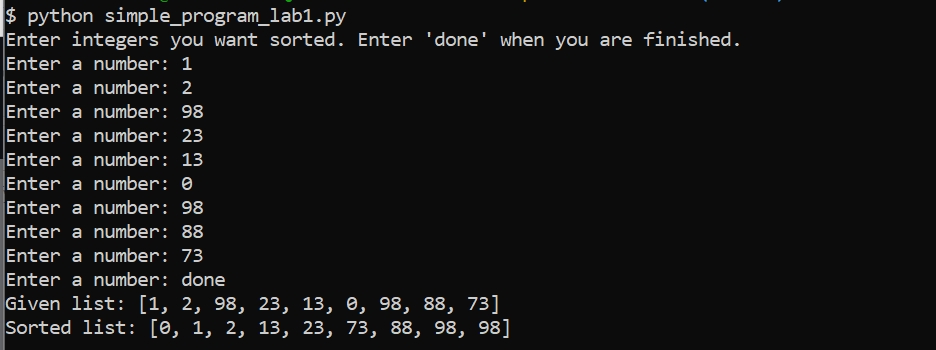 $ python simple_program_lab1.py
Enter integers you want sorted. Enter 'done' when you are finished.
Enter a number: 1
Enter a number: 2
Enter a number: 98
Enter a number: 23
Enter a number: 13
Enter a number: 0
Enter a number: 98
Enter a number: 88
Enter a number: 73
Enter a number: done
Given list: [1, 2, 98, 23, 13, 0, 98, 88, 73]
Sorted list: [0, 1, 2, 13, 23, 73, 88, 98, 98]